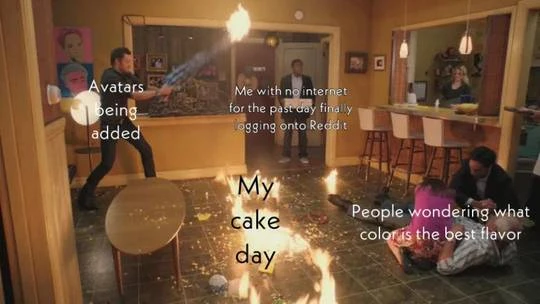 Avatars
being
added
Me with no internet
for the past day finally
logging onto Reddit
My
cake
day
People wondering what
color is the best flavor